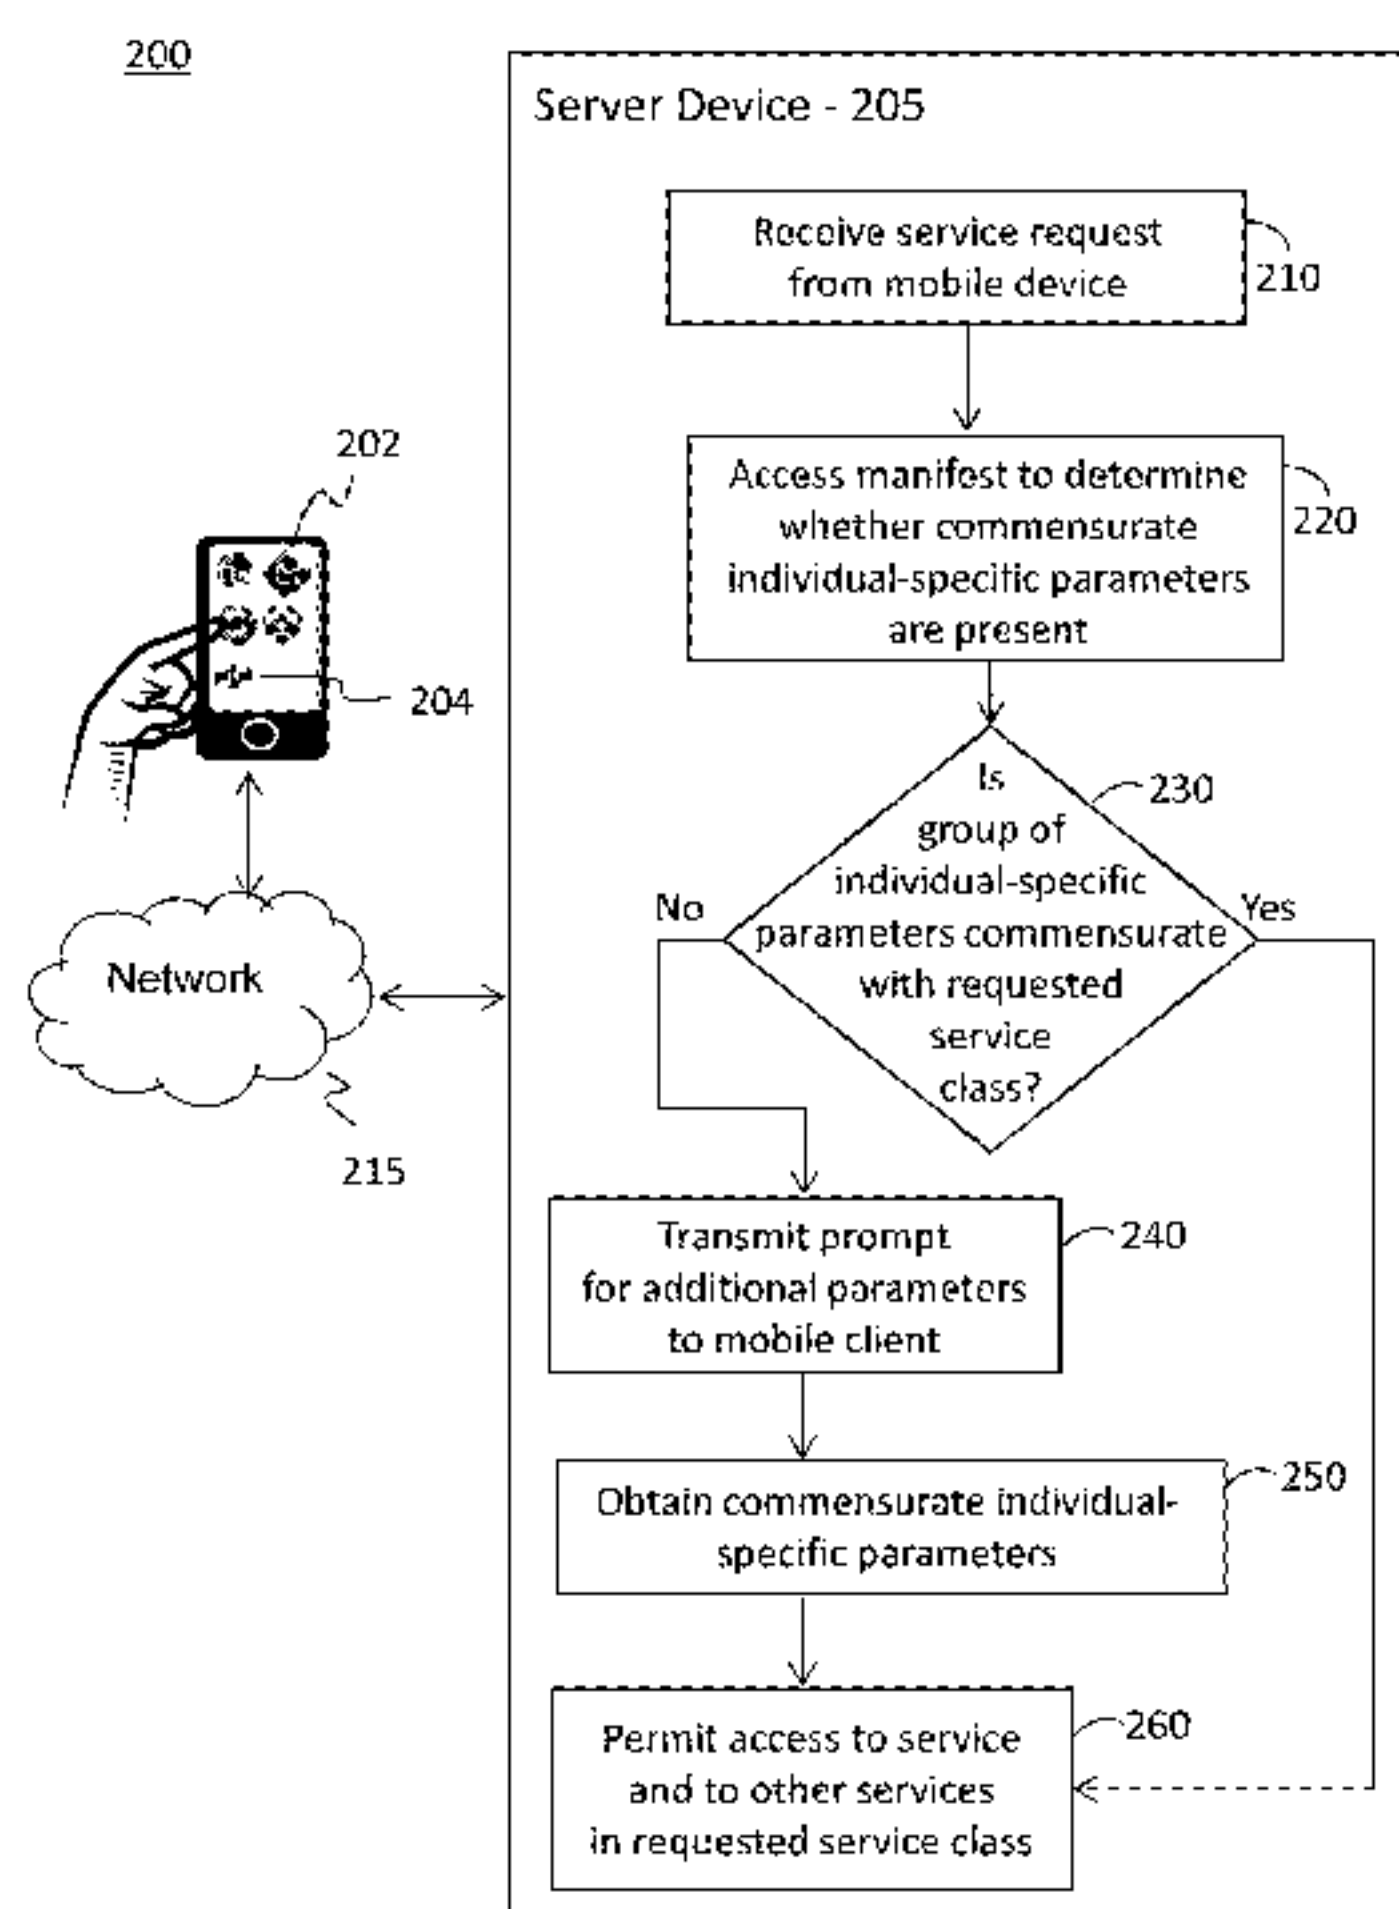 200
Server Device - 205
Receive service request
from mobile device
210
202
Access manifest to determine
whether commensurate
individual-specific parameters
are present
220
204
Is
group of
individual-specific
parameters commensurate
with requested
service
class?
230
No
Yes
Network
215
Transmit prompt
for additional parameters
to mobile client
240
Obtain commensurate individual-
specific parameters
250
Permit access to service
and to other services
in requested service class
260